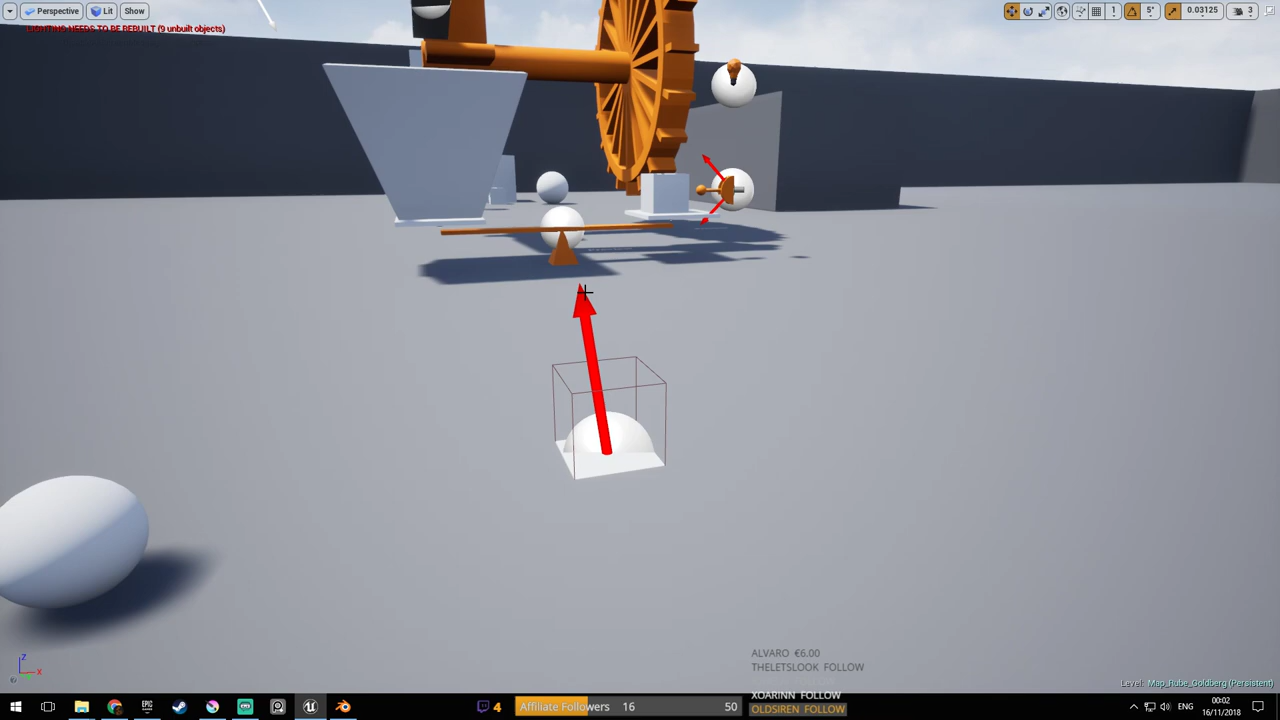 Perspective
Lit
Show
1
5°
0.03125
3
LIGHTING NEEDS TO BE REBUILT (9 unbuilt objects)
ALVARO €6.00
THELETSLOOK FOLLOW
Z
X
Level: Map_Rube_Goldberg (Persistent)
XOARINN FOLLOW
OLDSIREN FOLLOW
EPIC
4
Affiliate Followers 16 50
ENG
00:02
16/11/2018